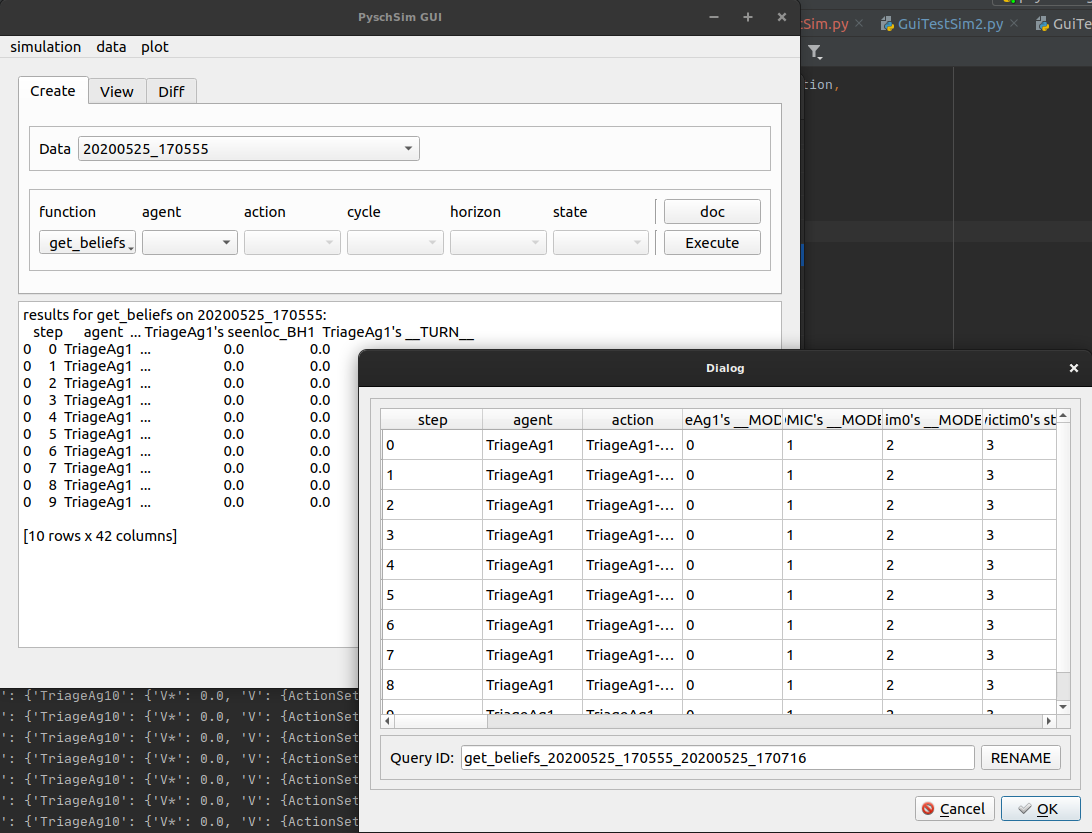 PyschSim GUI
simulation data plot
Create View Diff
Data 20200525_170555
function agent action cycle horizon state doc
get_beliefs Execute
results for get_beliefs on 20200525_170555:
step agent ... TriageAg1's seenloc_BH1 TriageAg1's __TURN__
0 0 TriageAg1 ... 0.0 0.0
0 1 TriageAg1 ... 0.0 0.0
0 2 TriageAg1 ... 0.0 0.0
0 3 TriageAg1 ... 0.0 0.0
0 4 TriageAg1 ... 0.0 0.0
0 5 TriageAg1 ... 0.0 0.0
0 6 TriageAg1 ... 0.0 0.0
0 7 TriageAg1 ... 0.0 0.0
0 8 TriageAg1 ... 0.0 0.0
0 9 TriageAg1 ... 0.0 0.0
[10 rows x 42 columns]
tSim.py GuiTestSim2.py GuiTe
tion,
Dialog
step agent action eAg1's __MOD OMIC's __MODE im0's __MODE victim0's st
0 TriageAg1 TriageAg1-... 0 1 2 3
1 TriageAg1 TriageAg1-... 0 1 2 3
2 TriageAg1 TriageAg1-... 0 1 2 3
3 TriageAg1 TriageAg1-... 0 1 2 3
4 TriageAg1 TriageAg1-... 0 1 2 3
5 TriageAg1 TriageAg1-... 0 1 2 3
6 TriageAg1 TriageAg1-... 0 1 2 3
7 TriageAg1 TriageAg1-... 0 1 2 3
8 TriageAg1 TriageAg1-... 0 1 2 3
9 TriageAg1 TriageAg1-... 0 1 2 3
Query ID: get_beliefs_20200525_170555_20200525_170716 RENAME
Cancel OK
': {'TriageAg10': {'V*': 0.0, 'V': {ActionSet
': {'TriageAg10': {'V*': 0.0, 'V': {ActionSet
': {'TriageAg10': {'V*': 0.0, 'V': {ActionSet
': {'TriageAg10': {'V*': 0.0, 'V': {ActionSet
': {'TriageAg10': {'V*': 0.0, 'V': {ActionSet
': {'TriageAg10': {'V*': 0.0, 'V': {ActionSet
': {'TriageAg10': {'V*': 0.0, 'V': {ActionSet